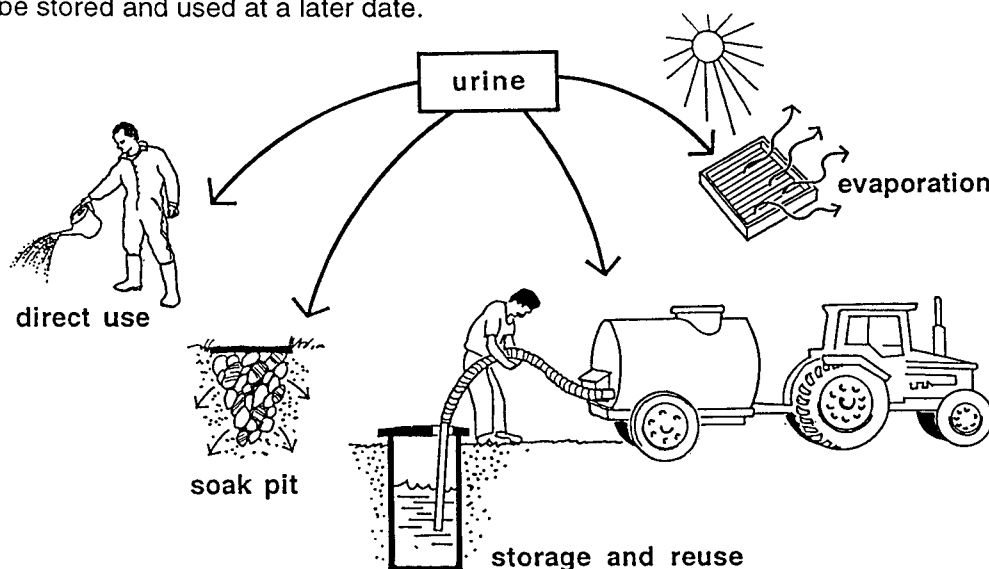 be stored and used at a later date.
urine
evaporation
direct use
soak pit
storage and reuse